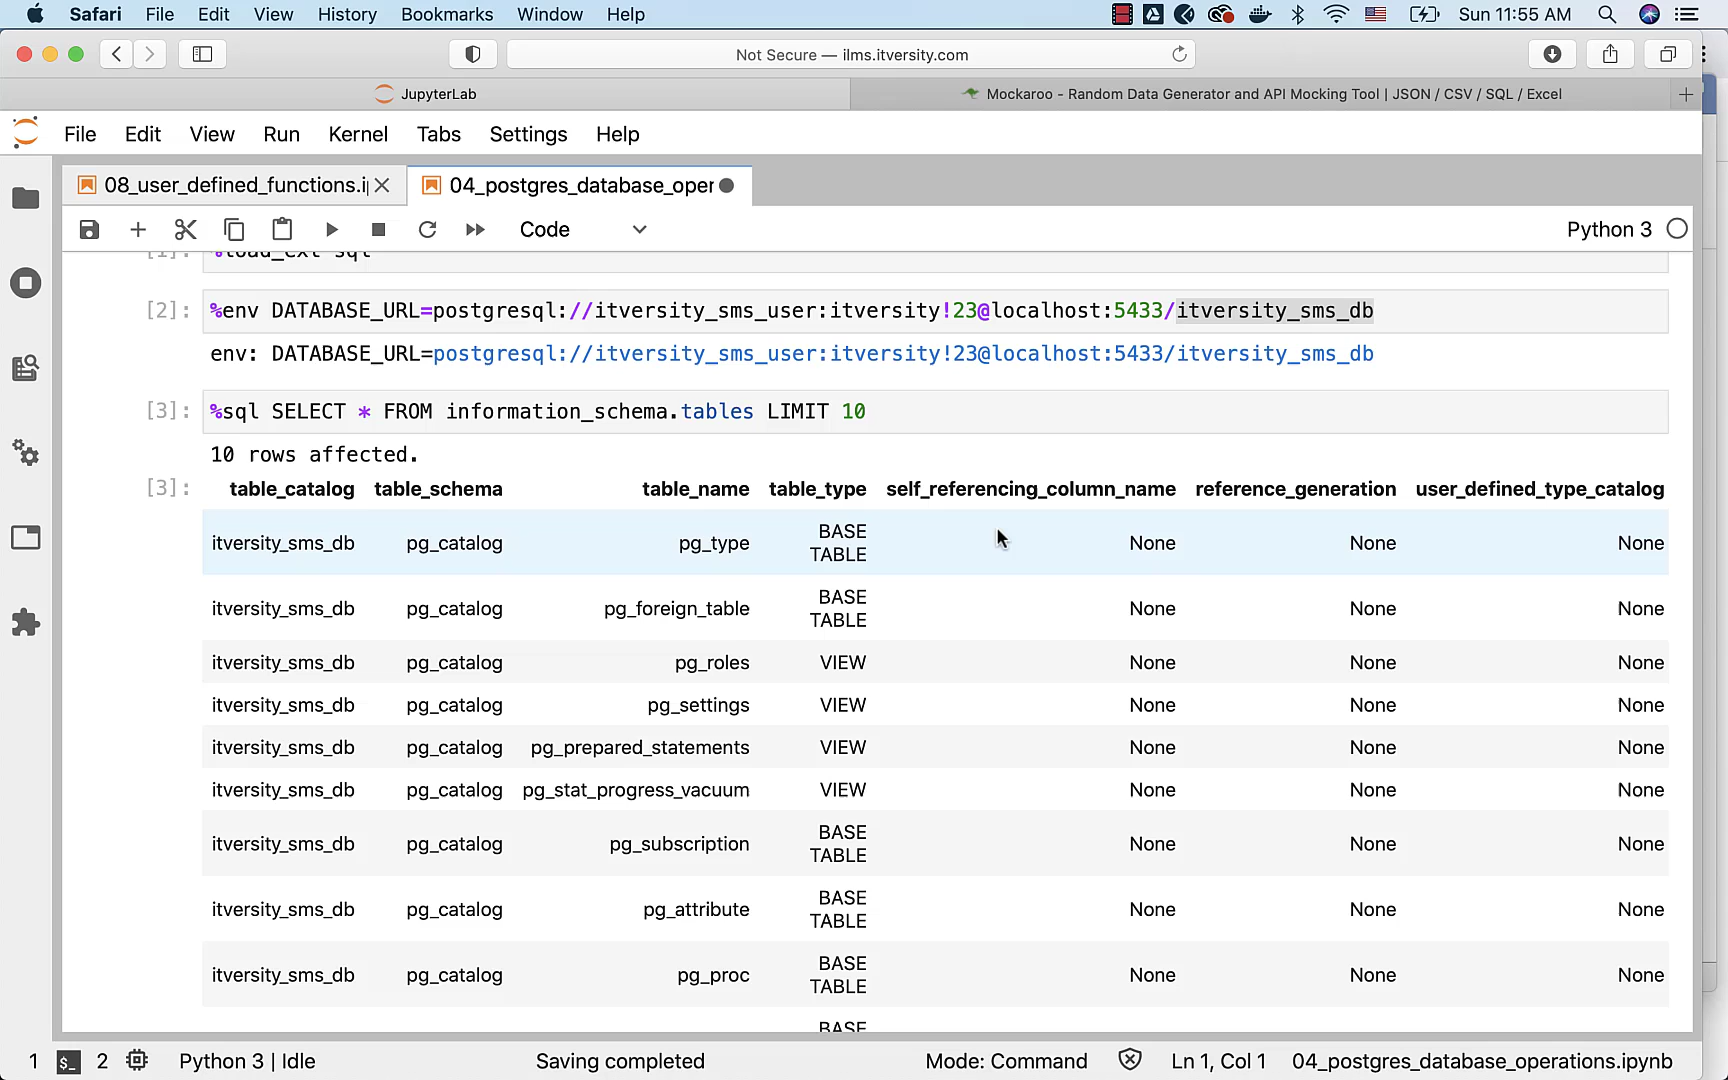 Safari File Edit View History Bookmarks Window Help Sun 11:55 AM
Not Secure — ilms.itversity.com
JupyterLab
Mockaroo - Random Data Generator and API Mocking Tool | JSON / CSV / SQL / Excel
File Edit View Run Kernel Tabs Settings Help
08_user_defined_functions.i
04_postgres_database_oper
Code
Python 3
[1]: %load_ext sql
[2]: %env DATABASE_URL=postgresql://itversity_sms_user:itversity!23@localhost:5433/itversity_sms_db
env: DATABASE_URL=postgresql://itversity_sms_user:itversity!23@localhost:5433/itversity_sms_db
[3]: %sql SELECT * FROM information_schema.tables LIMIT 10
10 rows affected.
[3]: table_catalog table_schema table_name table_type self_referencing_column_name reference_generation user_defined_type_catalog
itversity_sms_db pg_catalog pg_type BASE TABLE None None None
itversity_sms_db pg_catalog pg_foreign_table BASE TABLE None None None
itversity_sms_db pg_catalog pg_roles VIEW None None None
itversity_sms_db pg_catalog pg_settings VIEW None None None
itversity_sms_db pg_catalog pg_prepared_statements VIEW None None None
itversity_sms_db pg_catalog pg_stat_progress_vacuum VIEW None None None
itversity_sms_db pg_catalog pg_subscription BASE TABLE None None None
itversity_sms_db pg_catalog pg_attribute BASE TABLE None None None
itversity_sms_db pg_catalog pg_proc BASE TABLE None None None
BASE
1 $_ 2 Python 3 | Idle Saving completed Mode: Command Ln 1, Col 1 04_postgres_database_operations.ipynb